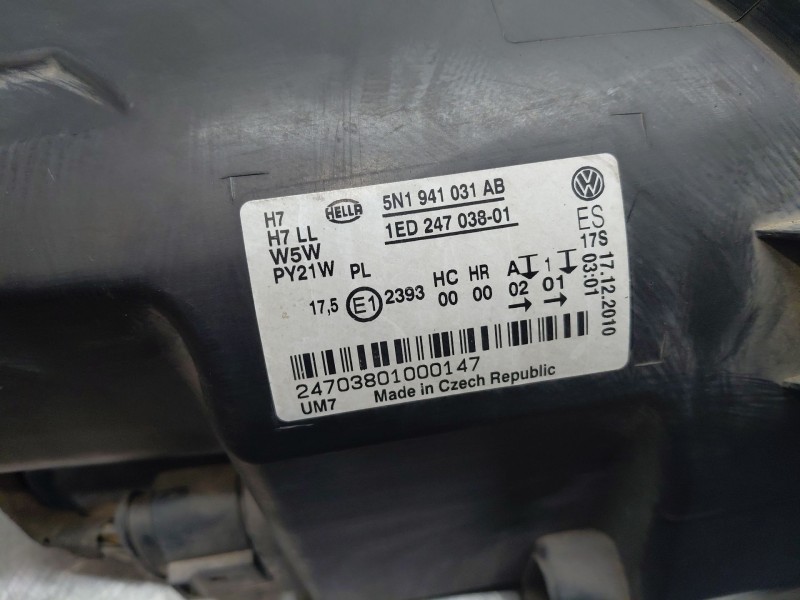 H7
H7 LL
W5W
PY21W PL
HELLA
5N1 941 031 AB
1ED 247 038-01
ES
17S
17.12.2010
03:01
17,5 E1 2393
HC HR A 1
00 00 02 01
24703801000147
UM7 Made in Czech Republic